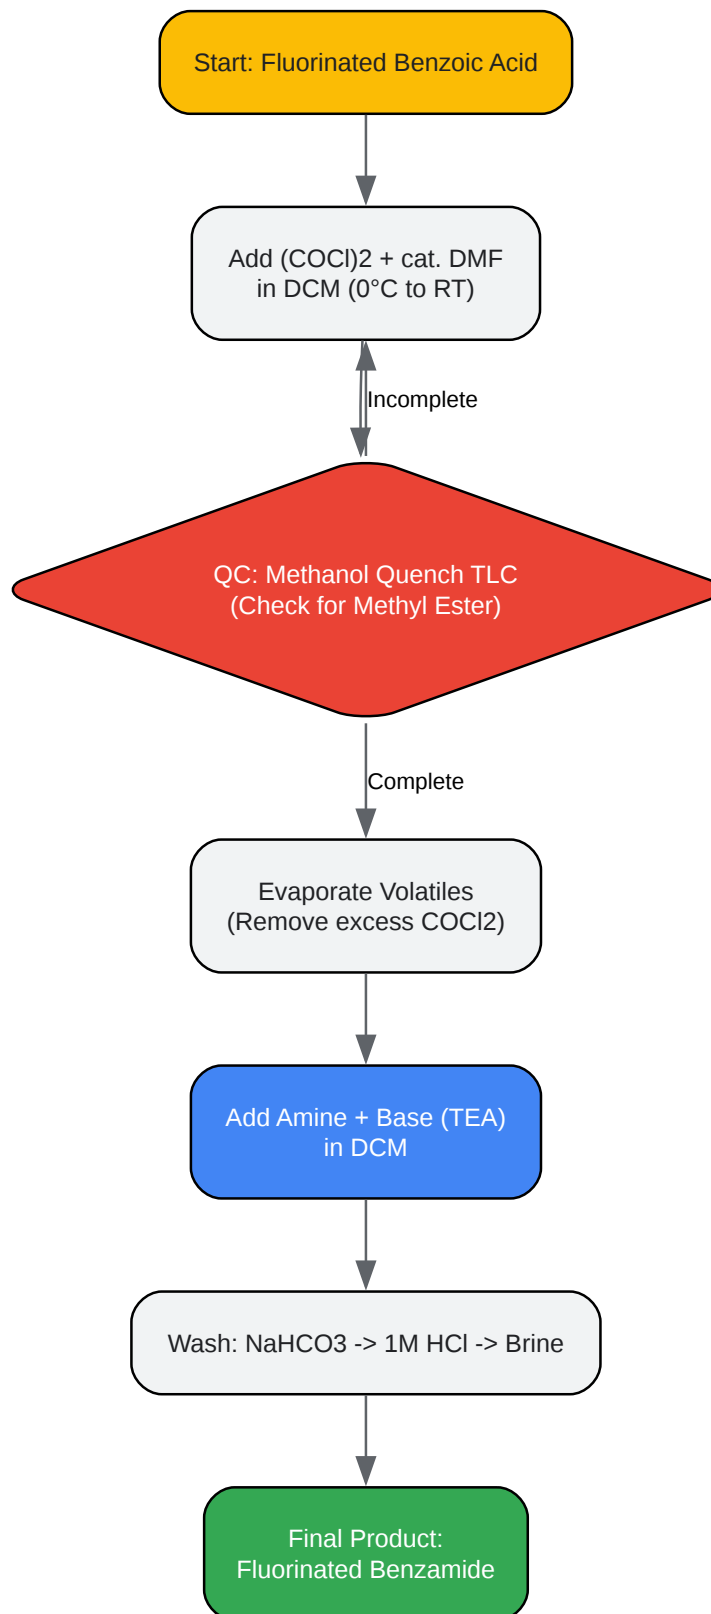 Start: Fluorinated Benzoic Acid
Add (COCl)2 + cat. DMF
in DCM (0°C to RT)
Incomplete
QC: Methanol Quench TLC
(Check for Methyl Ester)
Complete
Evaporate Volatiles
(Remove excess COCl2)
Add Amine + Base (TEA)
in DCM
Wash: NaHCO3 -> 1M HCl -> Brine
Final Product:
Fluorinated Benzamide